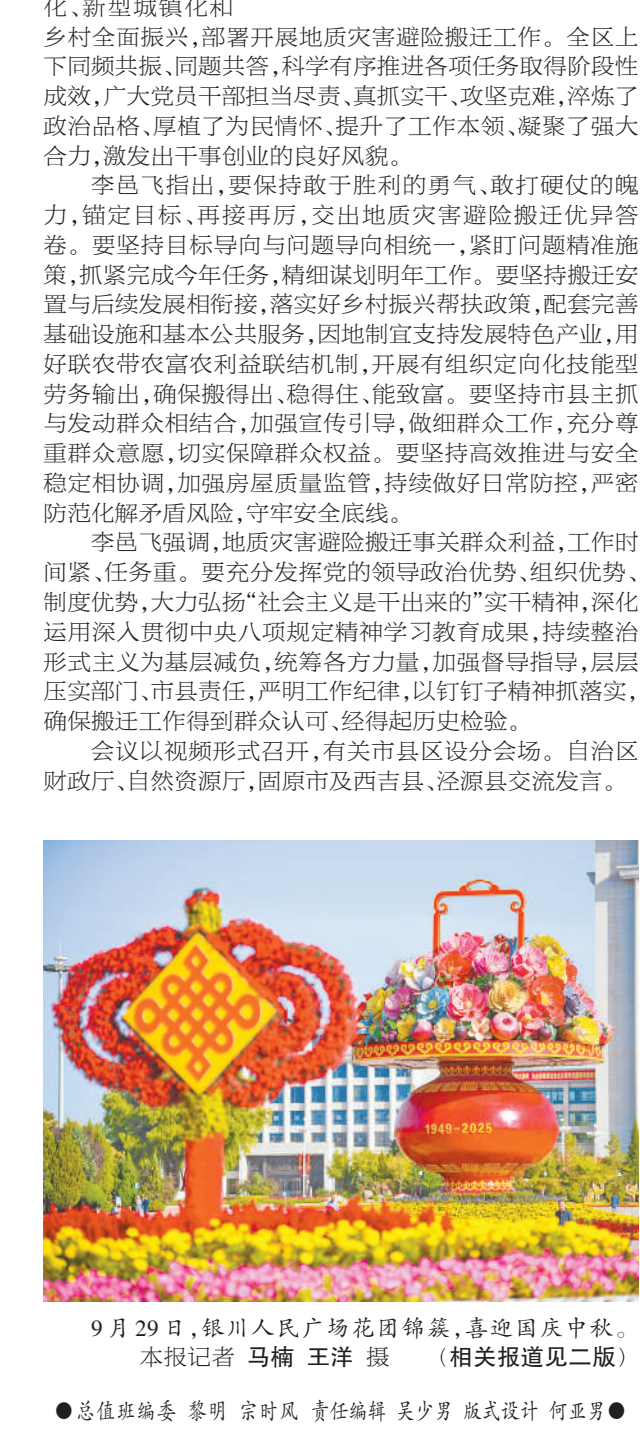 化、新型城镇化和
乡村全面振兴,部署开展地质灾害避险搬迁工作。全区上
下同频共振、同题共答,科学有序推进各项任务取得阶段性
成效,广大党员干部担当尽责、真抓实干、攻坚克难,淬炼了
政治品格、厚植了为民情怀、提升了工作本领、凝聚了强大
合力,激发出干事创业的良好风貌。
李邑飞指出,要保持敢于胜利的勇气、敢打硬仗的魄
力,锚定目标、再接再厉,交出地质灾害避险搬迁优异答
卷。要坚持目标导向与问题导向相统一,紧盯问题精准施
策,抓紧完成今年任务,精细谋划明年工作。要坚持搬迁安
置与后续发展相衔接,落实好乡村振兴帮扶政策,配套完善
基础设施和基本公共服务,因地制宜支持发展特色产业,用
好联农带农富农利益联结机制,开展有组织定向化技能型
劳务输出,确保搬得出、稳得住、能致富。要坚持市县主抓
与发动群众相结合,加强宣传引导,做细群众工作,充分尊
重群众意愿,切实保障群众权益。要坚持高效推进与安全
稳定相协调,加强房屋质量监管,持续做好日常防控,严密
防范化解矛盾风险,守牢安全底线。
李邑飞强调,地质灾害避险搬迁事关群众利益,工作时
间紧、任务重。要充分发挥党的领导政治优势、组织优势、
制度优势,大力弘扬“社会主义是干出来的”实干精神,深化
运用深入贯彻中央八项规定精神学习教育成果,持续整治
形式主义为基层减负,统筹各方力量,加强督导指导,层层
压实部门、市县责任,严明工作纪律,以钉钉子精神抓落实,
确保搬迁工作得到群众认可、经得起历史检验。
会议以视频形式召开,有关市县区设分会场。自治区
财政厅、自然资源厅,固原市及西吉县、泾源县交流发言。
1949-2025
9月29日,银川人民广场花团锦簇,喜迎国庆中秋。
本报记者 马楠 王洋 摄 (相关报道见二版)
●总值班编委 黎明 宗时风 责任编辑 吴少男 版式设计 何亚男●